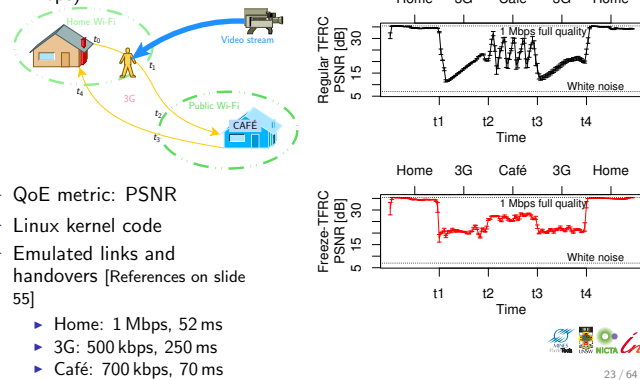 Home Wi-Fi
t0
Video stream
t1
t4
3G
t2
Public Wi-Fi
t3
CAFÉ
QoE metric: PSNR
Linux kernel code
Emulated links and
handovers [References on slide
55]
Home: 1 Mbps, 52 ms
3G: 500 kbps, 250 ms
Café: 700 kbps, 70 ms
Home 3G Café 3G Home
Regular TFRC
PSNR [dB]
5 15 30
1 Mbps full quality
White noise
t1 t2 t3 t4
Time
Home 3G Café 3G Home
Freeze-TFRC
PSNR [dB]
5 15 30
1 Mbps full quality
White noise
t1 t2 t3 t4
Time
MINES
ParisTech
UNSW
NICTA
23 / 64